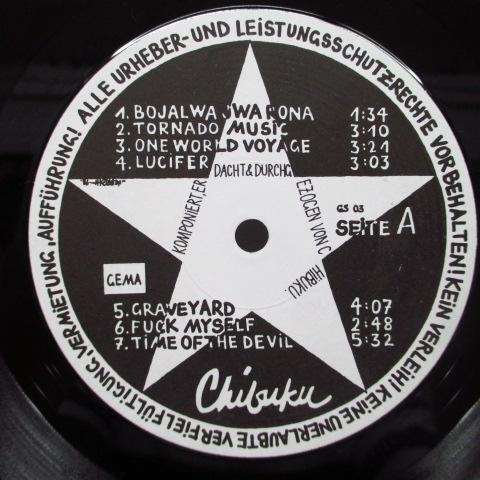 ALLE URHEBER-UND LEISTUNGSSCHUTZRECHTE VORBEHALTEN! KEIN VERLEIH! KEINE UNERLAUBTE VERFIELFÜLTIGUNG, VERMIETUNG, AUFFÜHRUNG!
1. BOJALWA JWA RONA 1:34
2. TORNADO MUSIC 3:10
3. ONE WORLD VOYAGE 3:21
4. LUCIFER 3:03
KOMPONIERT, ERDACHT & DURCHGEZOGEN VON CHIBUKU.
GS 03
SEITE A
GEMA
5. GRAVEYARD 4:07
6. FUCK MYSELF 2:48
7. TIME OF THE DEVIL 5:32
Chibuku